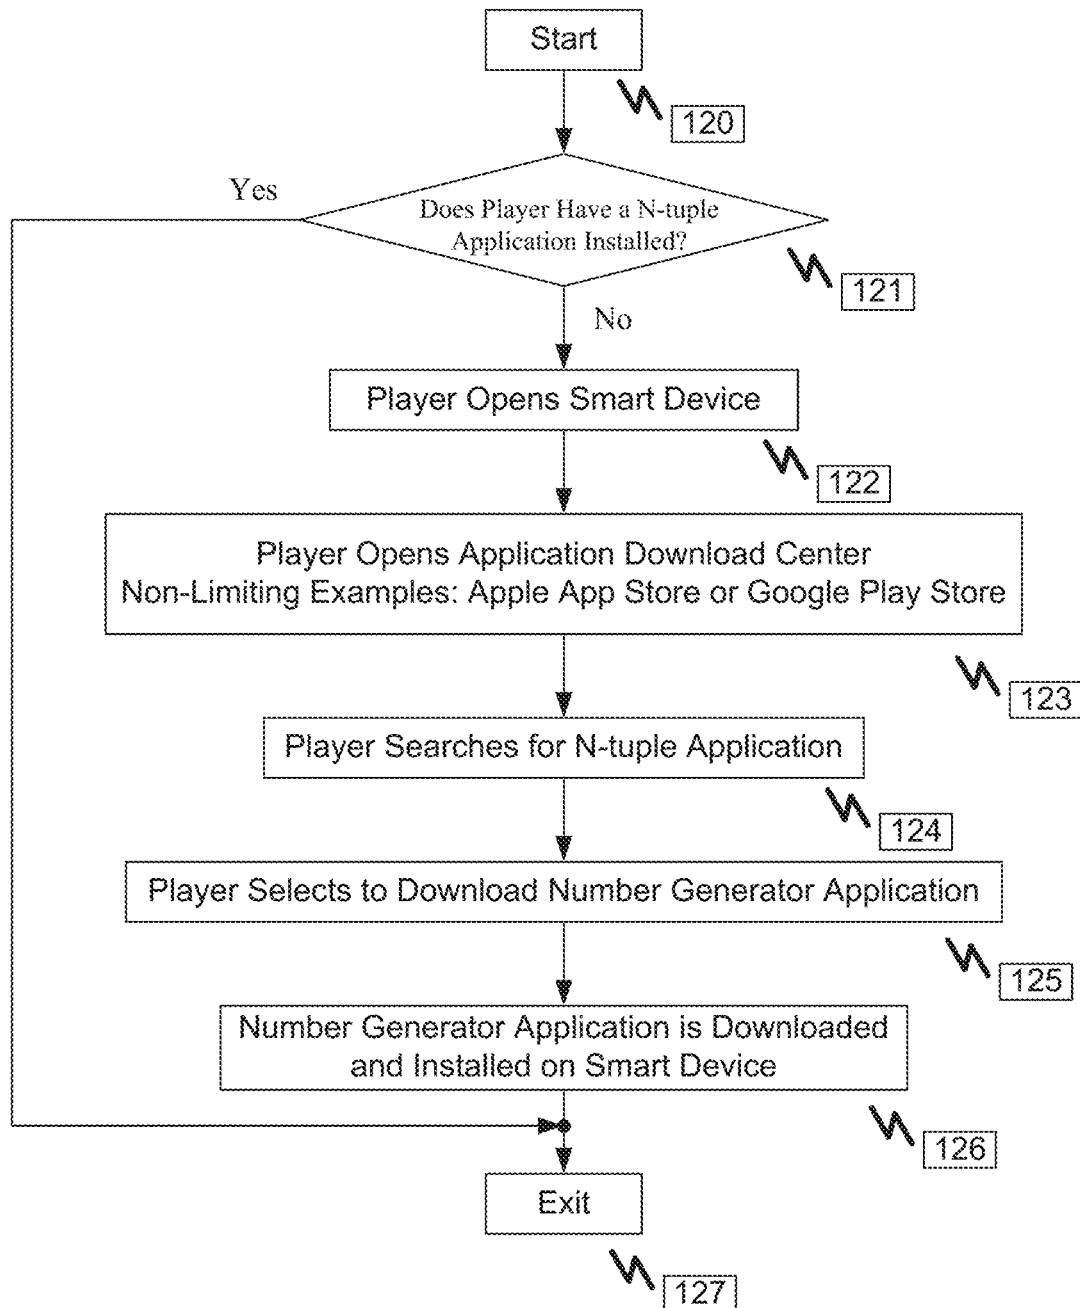 Start
120
Yes
Does Player Have a N-tuple
Application Installed?
121
No
Player Opens Smart Device
122
Player Opens Application Download Center
Non-Limiting Examples: Apple App Store or Google Play Store
123
Player Searches for N-tuple Application
124
Player Selects to Download Number Generator Application
125
Number Generator Application is Downloaded
and Installed on Smart Device
126
Exit
127